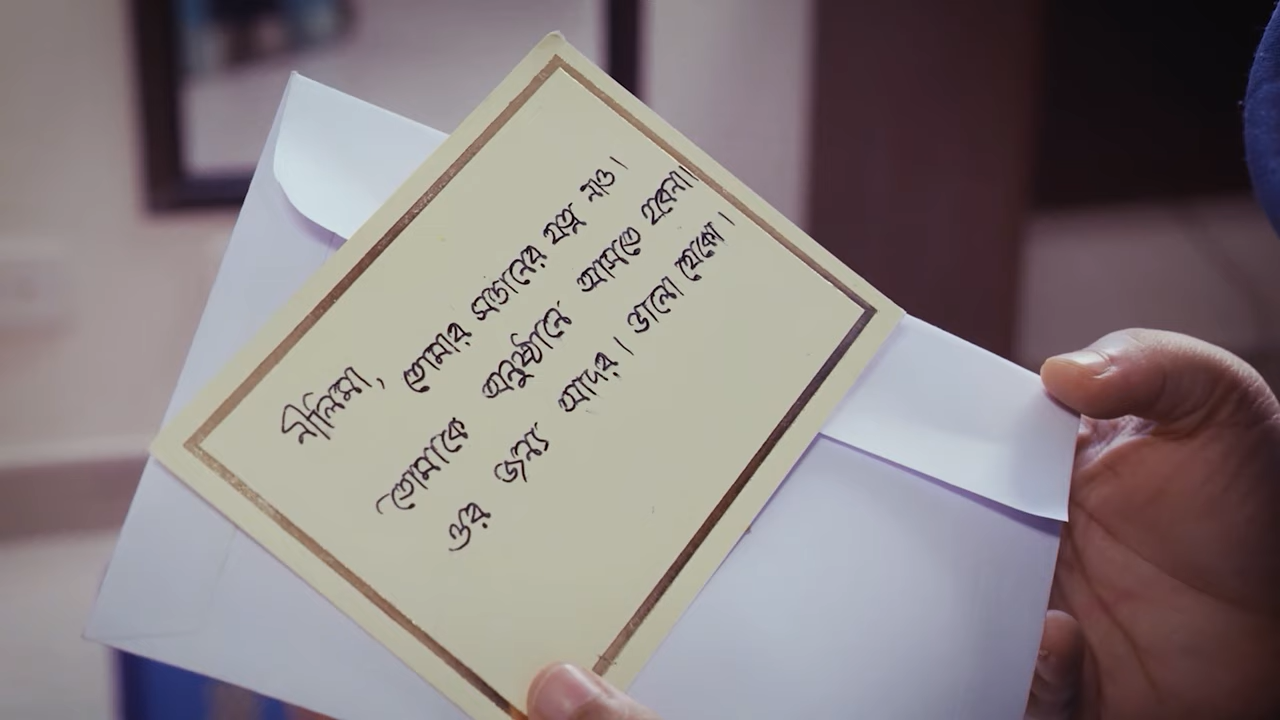 নীলিমা, তোমার সন্তানের যত্ন নাও।
তোমাকে অনুষ্ঠানে আসতে হবেনা।
ওর জন্য আদর। ভালো থেকো।